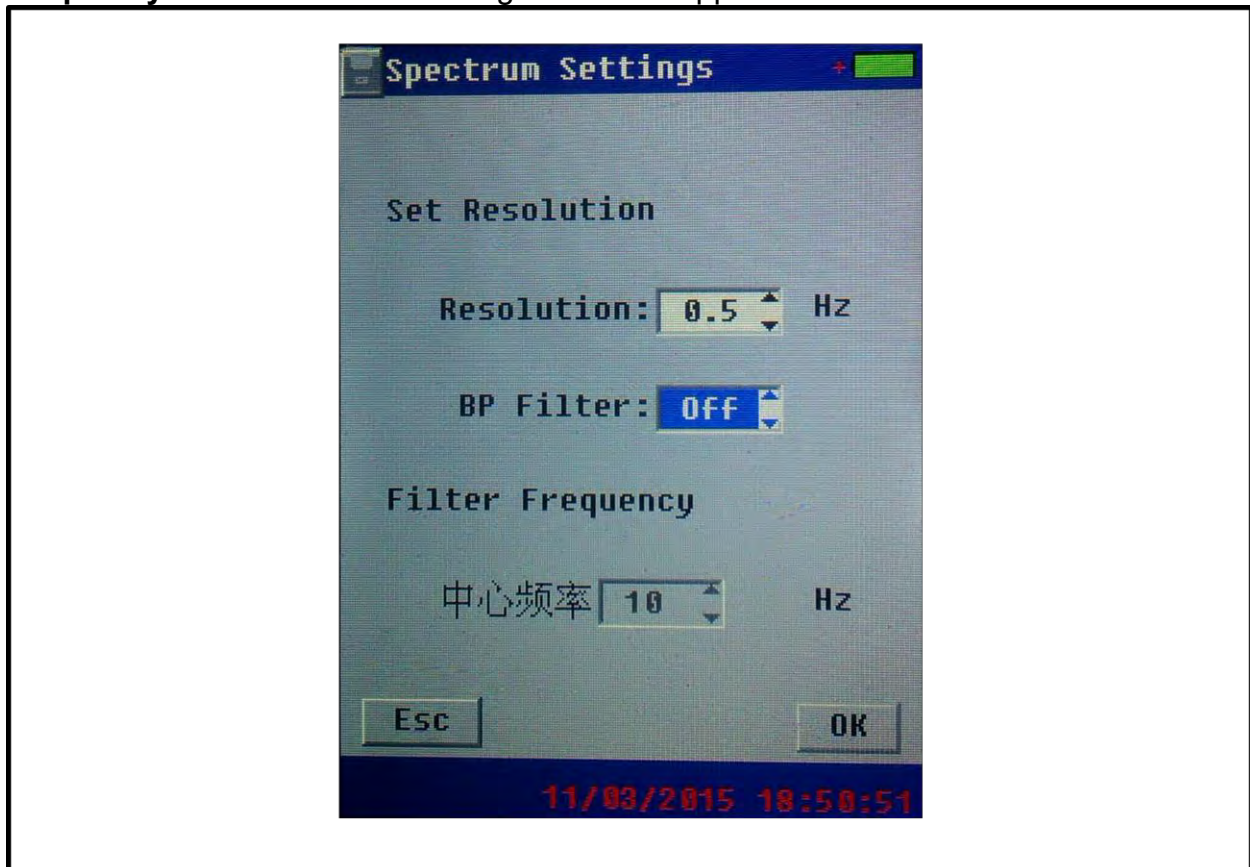 Spectrum Settings +
Set Resolution
Resolution: 0.5 Hz
BP Filter: Off
Filter Frequency
中心频率 10 Hz
Esc OK
11/03/2015 18:50:51